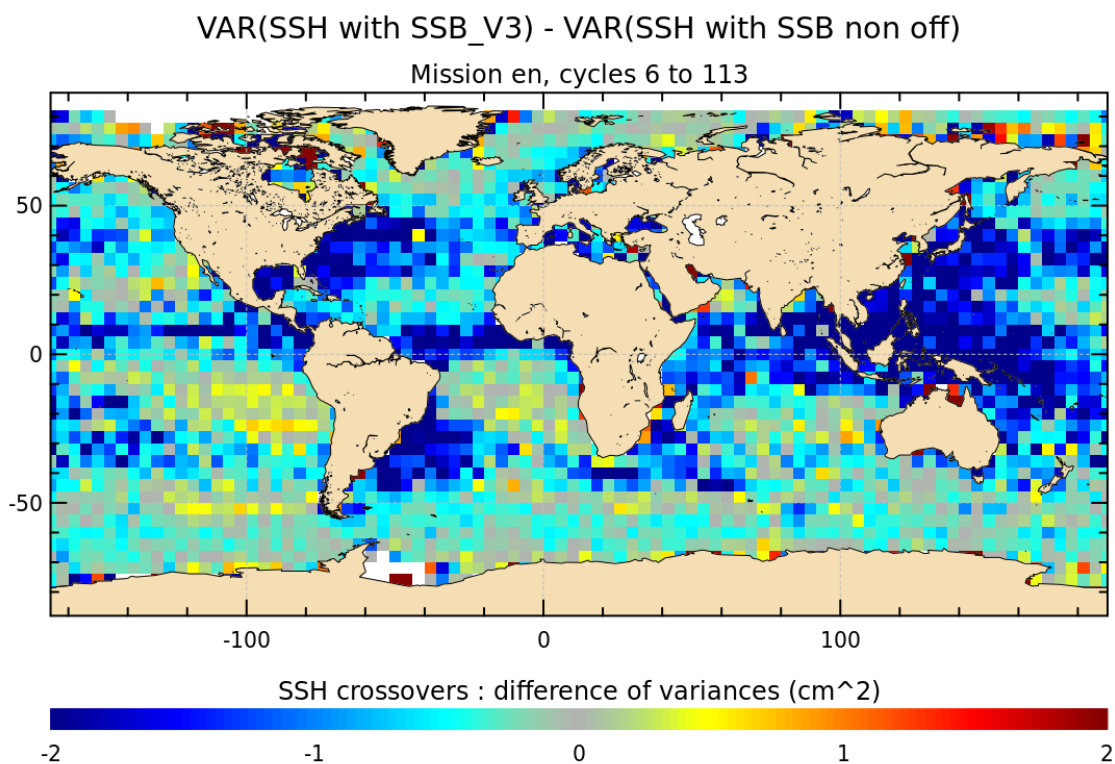 VAR(SSH with SSB_V3) - VAR(SSH with SSB non off)
Mission en, cycles 6 to 113
50
0
-50
-100 0 100
SSH crossovers : difference of variances (cm^2)
-2 -1 0 1 2